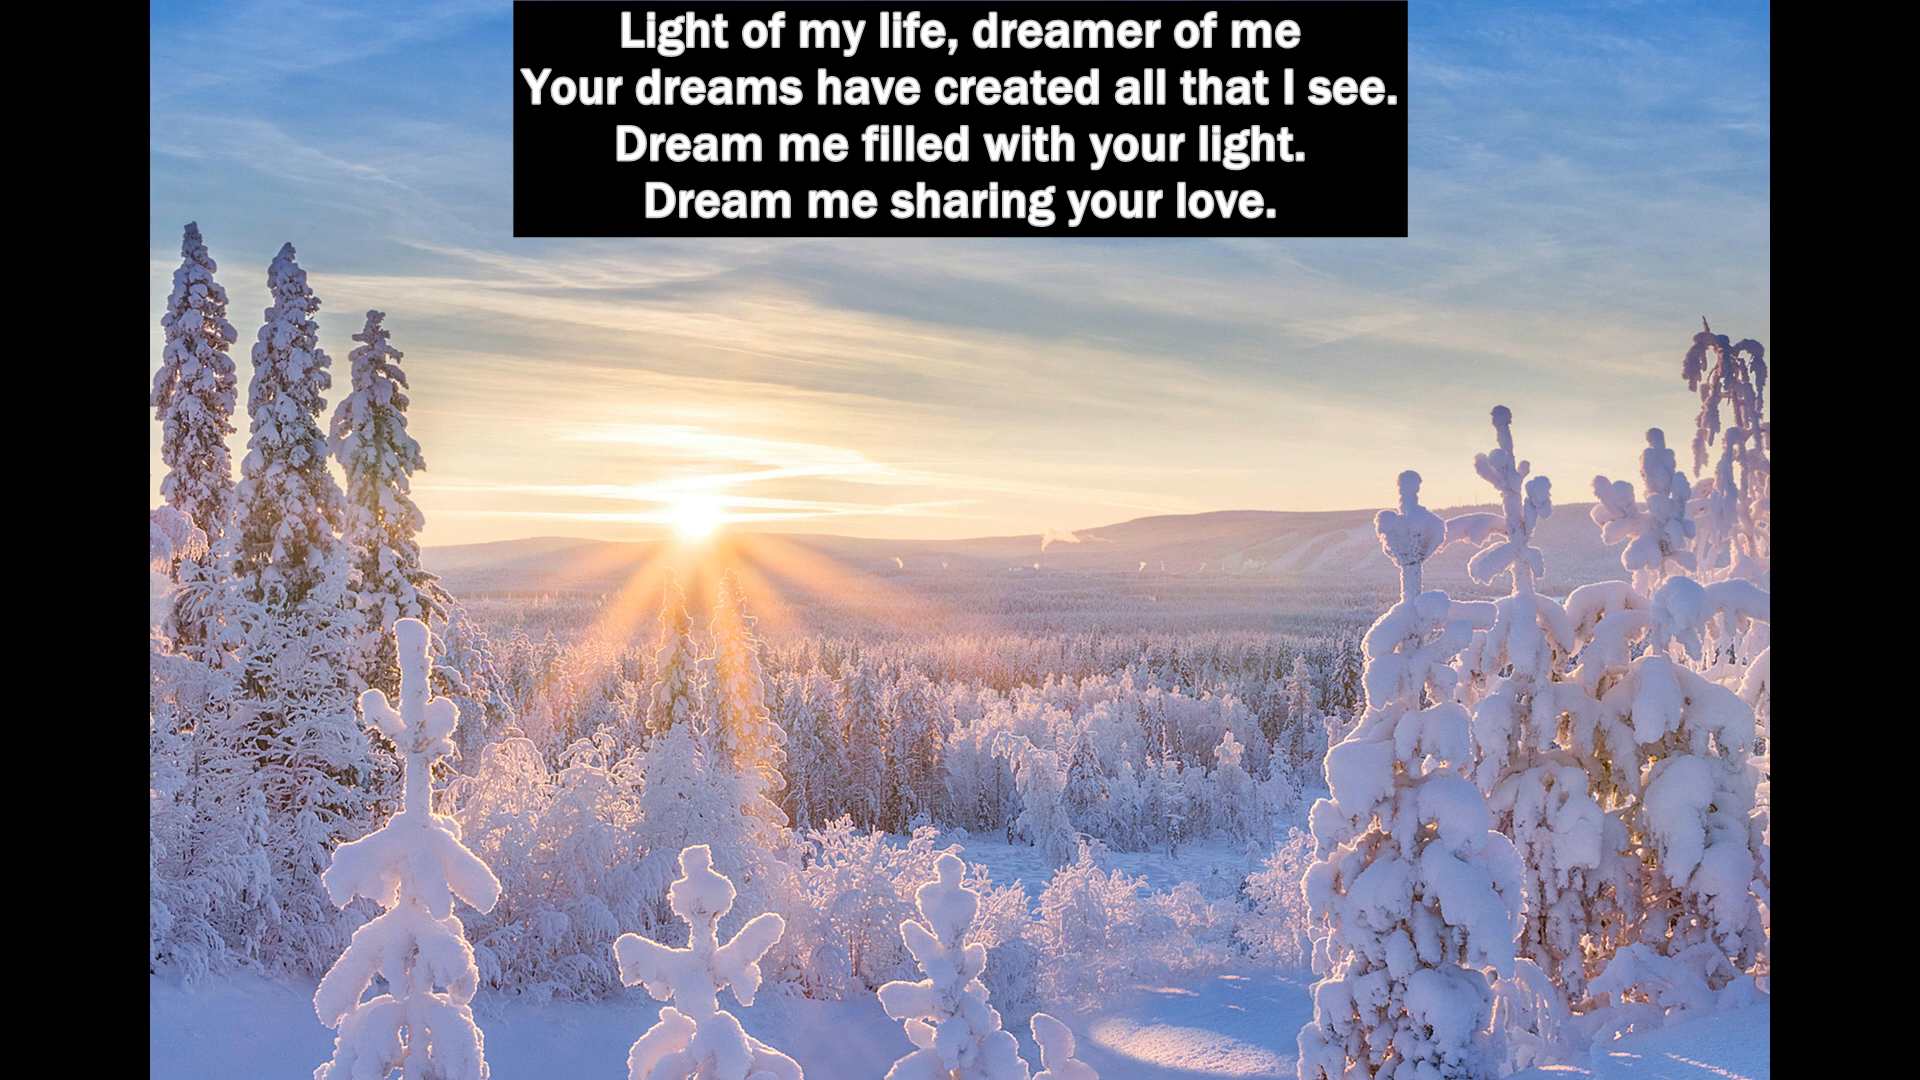 Light of my life, dreamer of me
Your dreams have created all that I see.
Dream me filled with your light.
Dream me sharing your love.